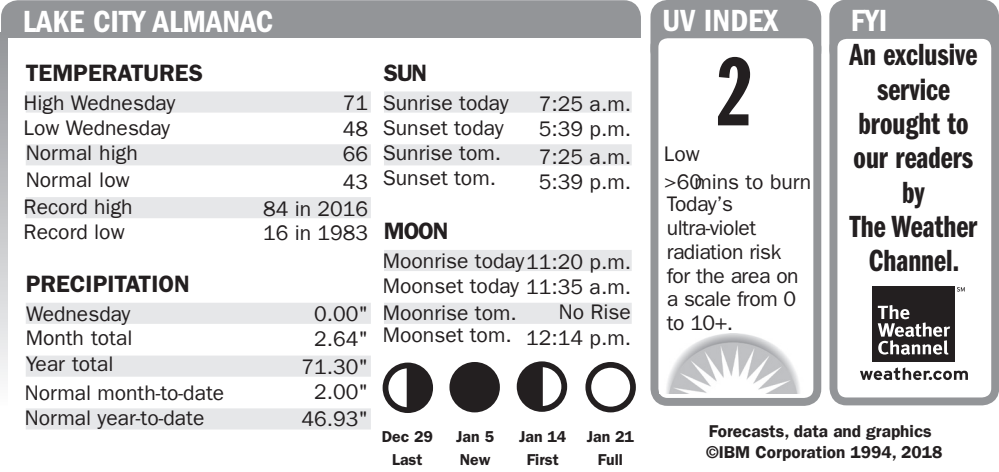 LAKE CITY ALMANAC
TEMPERATURES
High Wednesday 71
Low Wednesday 48
Normal high 66
Normal low 43
Record high 84 in 2016
Record low 16 in 1983
PRECIPITATION
Wednesday 0.00"
Month total 2.64"
Year total 71.30"
Normal month-to-date 2.00"
Normal year-to-date 46.93"
SUN
Sunrise today 7:25 a.m.
Sunset today 5:39 p.m.
Sunrise tom. 7:25 a.m.
Sunset tom. 5:39 p.m.
MOON
Moonrise today 11:20 p.m.
Moonset today 11:35 a.m.
Moonrise tom. No Rise
Moonset tom. 12:14 p.m.
Dec 29 Jan 5 Jan 14 Jan 21
Last New First Full
UV INDEX
2
Low
>60mins to burn
Today's
ultra-violet
radiation risk
for the area on
a scale from 0
to 10+.
FYI
An exclusive
service
brought to
our readers
by
The Weather
Channel.
The
Weather
Channel
SM
weather.com
Forecasts, data and graphics
©IBM Corporation 1994, 2018